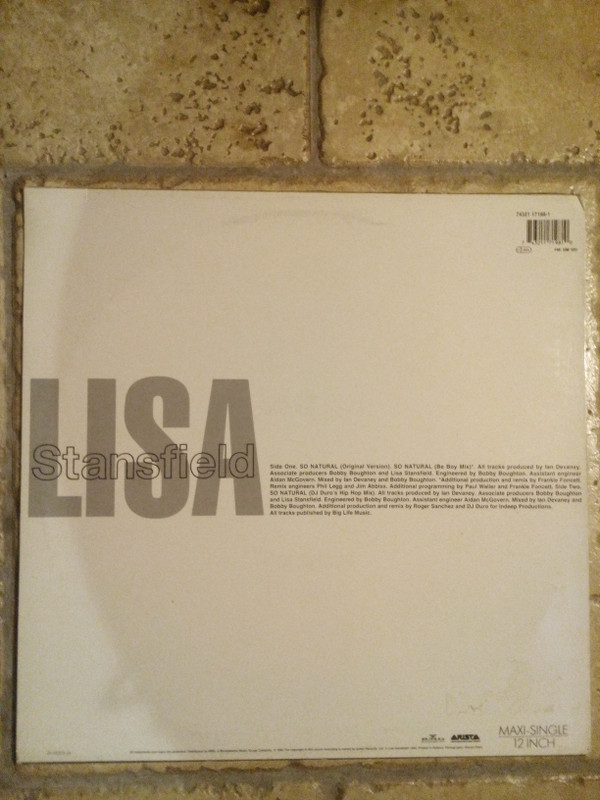 74321 17198 1
LISA
Stansfield
Side One. SO NATURAL (Original Version). SO NATURAL (Be Boy Mix)*. All tracks produced by Ian Devaney.
Associate producers Bobby Boughton and Lisa Stansfield. Engineered by Bobby Boughton. Assistant engineer
Aidan McGovern. Mixed by Ian Devaney and Bobby Boughton. *Additional production and remix by Frankie Foncett.
Remix engineers Phil Legg and Jim Abbiss. Additional programming by Paul Waller and Frankie Foncett. Side Two.
SO NATURAL (DJ Duro's Hip Hop Mix). All tracks produced by Ian Devaney. Associate producers Bobby Boughton
and Lisa Stansfield. Engineered by Bobby Boughton. Assistant engineer Aidan McGovern. Mixed by Ian Devaney and
Bobby Boughton. Additional production and remix by Roger Sanchez and DJ Duro for Indeep Productions.
All tracks published by Big Life Music.
ARISTA
MAXI-SINGLE
12 INCH